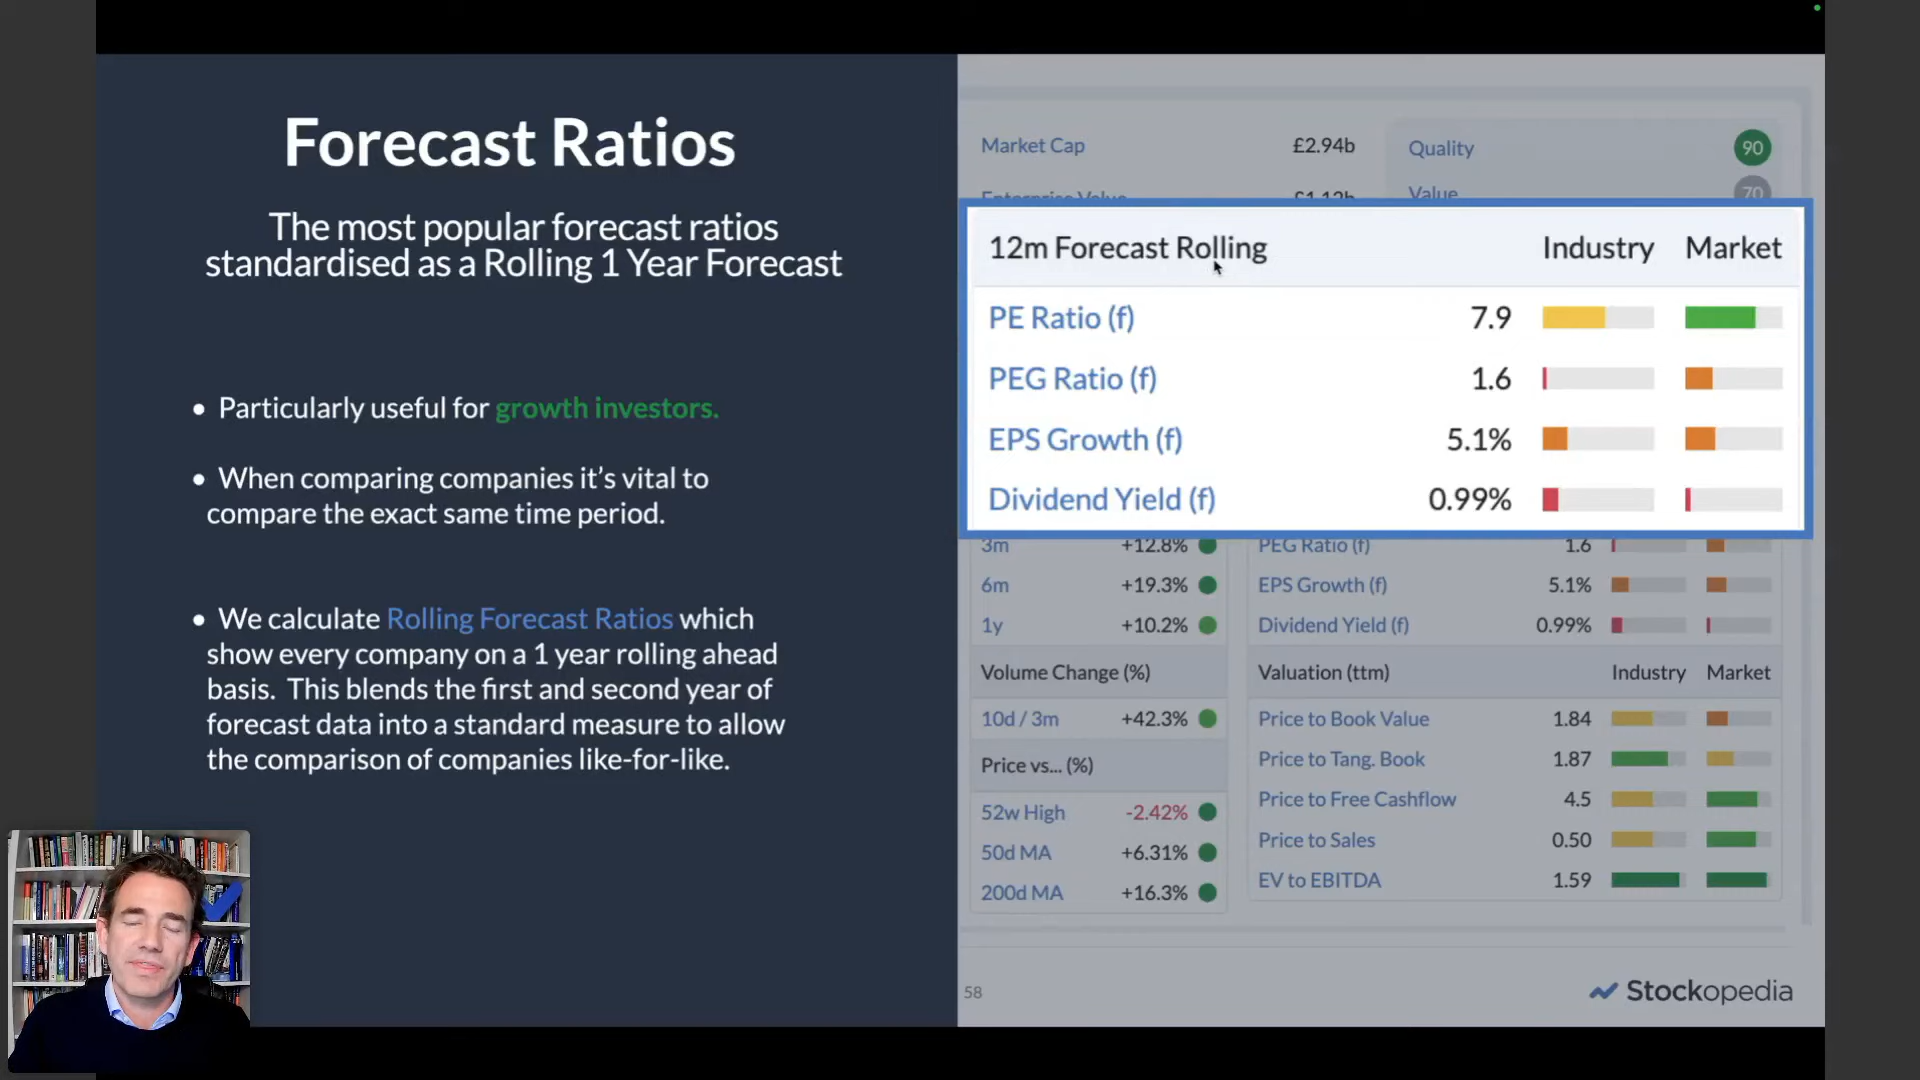 Forecast Ratios
The most popular forecast ratios
standardised as a Rolling 1 Year Forecast
• Particularly useful for growth investors.
• When comparing companies it's vital to
compare the exact same time period.
• We calculate Rolling Forecast Ratios which
show every company on a 1 year rolling ahead
basis. This blends the first and second year of
forecast data into a standard measure to allow
the comparison of companies like-for-like.
Market Cap £2.94b
Quality 90
Enterprise Value £1.12b
Value 70
12m Forecast Rolling Industry Market
PE Ratio (f) 7.9
PEG Ratio (f) 1.6
EPS Growth (f) 5.1%
Dividend Yield (f) 0.99%
3m +12.8%
6m +19.3%
1y +10.2%
Volume Change (%)
10d / 3m +42.3%
Price vs... (%)
52w High -2.42%
50d MA +6.31%
200d MA +16.3%
PEG Ratio (f) 1.6
EPS Growth (f) 5.1%
Dividend Yield (f) 0.99%
Valuation (ttm) Industry Market
Price to Book Value 1.84
Price to Tang. Book 1.87
Price to Free Cashflow 4.5
Price to Sales 0.50
EV to EBITDA 1.59
58
Stockopedia